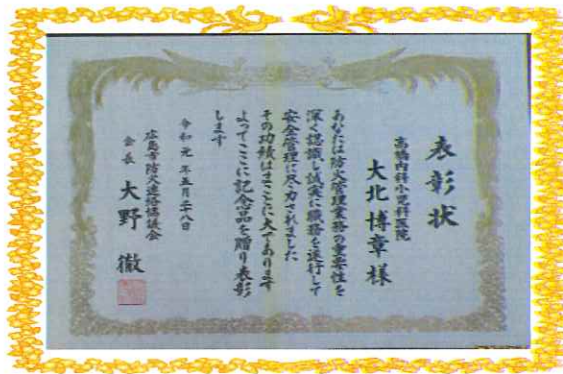 表彰状
高橋内科小児科医院
大北博章様
あなたは防火管理業務の重要性を
深く認識し誠実に職務を遂行して
安全管理に尽力されました
その功績はまことに大であります
よってここに記念品を贈り表彰
します
令和元年五月二十八日
広島市防火連絡協議会
会長 大野 徹